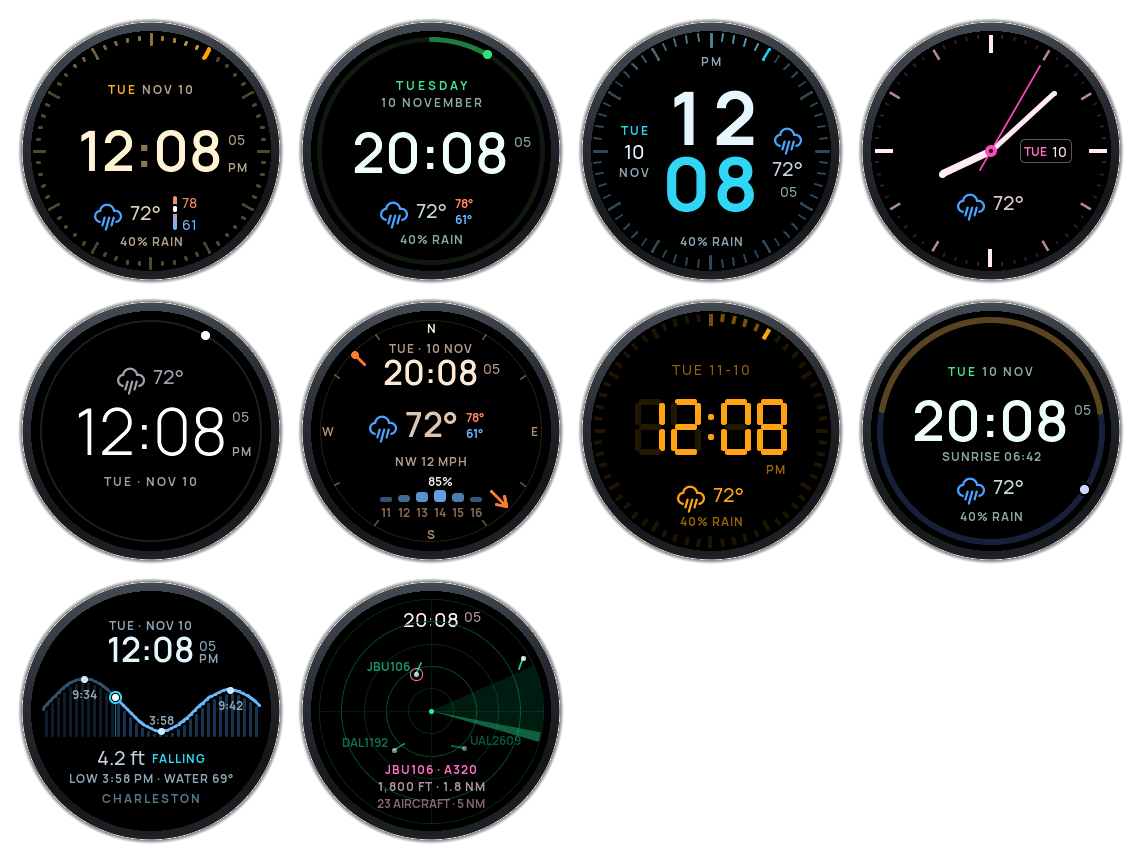 TUE NOV 10
12:08 05 PM
72° 78 61
40% RAIN
TUESDAY
10 NOVEMBER
20:08 05
72° 78° 61°
40% RAIN
PM
12
08
TUE
10
NOV
72°
05
40% RAIN
TUE 10
72°
72°
12:08 05 PM
TUE · 10 NOV
N
TUE · 10 NOV
20:08 05
72° 78° 61°
W E
NW 12 MPH
85%
11 12 13 14 15 16
S
TUE 11-10
12:08
PM
72°
40% RAIN
TUE 10 NOV
20:08 05
SUNRISE 06:42
72°
40% RAIN
TUE · NOV 10
12:08 05 PM
9:34
3:58
9:42
4.2 ft FALLING
LOW 3:58 PM · WATER 69°
CHARLESTON
20:08 05
JBU106
DAL1192 UAL2609
JBU106 · A320
1,800 FT · 1.8 NM
23 AIRCRAFT · 5 NM